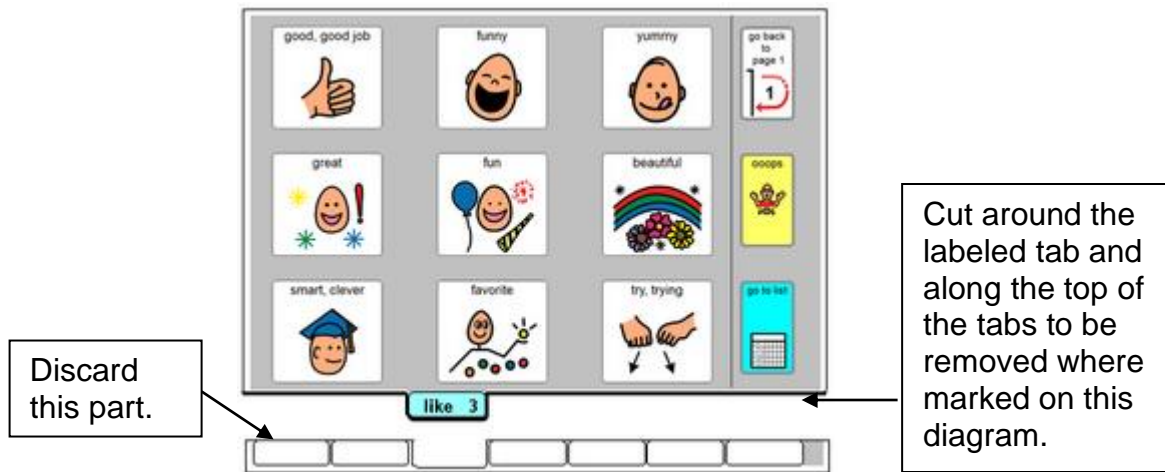 good, good job
funny
yummy
go back
to
page 1
1
great
fun
beautiful
ooops
smart, clever
favorite
try, trying
go to list
like 3
Discard
this part.
Cut around the
labeled tab and
along the top of
the tabs to be
removed where
marked on this
diagram.